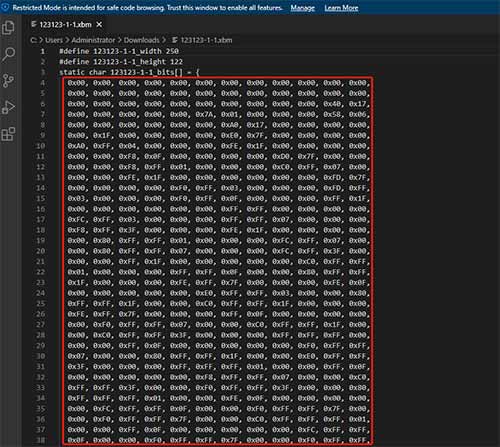 Restricted Mode is intended for safe code browsing. Trust this window to enable all features. Manage Learn More
123123-1-1.xbm
C: > Users > Administrator > Downloads > 123123-1-1.xbm
1 #define 123123-1-1_width 250
2 #define 123123-1-1_height 122
3 static char 123123-1-1_bits[] = {
4 0x00, 0x00, 0x00, 0x00, 0x00, 0x00, 0x00, 0x00, 0x00, 0x00, 0x00,
5 0x00, 0x00, 0x00, 0x00, 0x00, 0x00, 0x00, 0x00, 0x00, 0x00, 0x00,
6 0x00, 0x00, 0x00, 0x00, 0x00, 0x00, 0x00, 0x00, 0x00, 0x40, 0x17,
7 0x00, 0x00, 0x00, 0x00, 0x00, 0x7A, 0x01, 0x00, 0x00, 0x58, 0x06,
8 0x00, 0x00, 0x00, 0x00, 0x00, 0x00, 0xA0, 0x17, 0x00, 0x00, 0x00,
9 0x00, 0x1F, 0x00, 0x00, 0x00, 0xE0, 0x7F, 0x00, 0x00, 0x00, 0x00,
10 0xA0, 0xFF, 0x04, 0x00, 0x00, 0x00, 0xFE, 0x1F, 0x00, 0x00, 0x00,
11 0x00, 0x00, 0xF8, 0x0F, 0x00, 0x00, 0x00, 0xD0, 0x7F, 0x00, 0x00,
12 0x00, 0x00, 0xF8, 0xFF, 0x01, 0x00, 0x00, 0xC0, 0xFF, 0x07, 0x00,
13 0x00, 0x00, 0xFE, 0x1F, 0x00, 0x00, 0x00, 0x00, 0x00, 0xFD, 0x7F,
14 0x00, 0x00, 0x00, 0xF0, 0xFF, 0x03, 0x00, 0x00, 0x00, 0xFD, 0xFF,
15 0x03, 0x00, 0x00, 0x00, 0xF0, 0xFF, 0x0F, 0x00, 0x00, 0xFF, 0x1F,
16 0x00, 0x00, 0x00, 0x00, 0x00, 0xFF, 0xFF, 0x00, 0x00, 0x00, 0x00,
17 0xFC, 0xFF, 0x03, 0x00, 0x00, 0x00, 0xFF, 0xFF, 0x07, 0x00, 0x00,
18 0xF8, 0xFF, 0x3F, 0x00, 0x00, 0x00, 0xFE, 0x1F, 0x00, 0x00, 0x00,
19 0x00, 0x80, 0xFF, 0xFF, 0x01, 0x00, 0x00, 0xFC, 0xFF, 0x07, 0x00,
20 0x00, 0x80, 0xFF, 0xFF, 0x07, 0x00, 0x00, 0xFC, 0xFF, 0x3F, 0x00,
21 0x00, 0x00, 0xFF, 0x1F, 0x00, 0x00, 0x00, 0x00, 0xC0, 0xFF, 0xFF,
22 0x01, 0x00, 0x00, 0x00, 0xFF, 0xFF, 0x0F, 0x00, 0x80, 0xFF, 0xFF,
23 0x1F, 0x00, 0x00, 0x00, 0xFE, 0xFF, 0x7F, 0x00, 0x00, 0xFE, 0x0F,
24 0x00, 0x00, 0x00, 0x00, 0xE0, 0xFF, 0xFF, 0x03, 0x00, 0x00, 0x80,
25 0xFF, 0xFF, 0x1F, 0x00, 0x00, 0xC0, 0xFF, 0xFF, 0x1F, 0x00, 0x00,
26 0xFE, 0xFF, 0x7F, 0x00, 0x00, 0x00, 0xFF, 0x0F, 0x00, 0x00, 0x00,
27 0x00, 0xF0, 0xFF, 0xFF, 0x07, 0x00, 0x00, 0xC0, 0xFF, 0xFF, 0x1F, 0x00,
28 0x00, 0xC0, 0xFF, 0xFF, 0x3F, 0x00, 0x00, 0x00, 0xFF, 0xFF, 0x00,
29 0x00, 0x00, 0xFF, 0x0F, 0x00, 0x00, 0x00, 0x00, 0xF0, 0xFF, 0xFF,
30 0x07, 0x00, 0x00, 0x80, 0xFF, 0xFF, 0x1F, 0x00, 0xE0, 0xFF, 0xFF,
31 0x3F, 0x00, 0x00, 0x00, 0xFF, 0xFF, 0x01, 0x00, 0x00, 0xFF, 0x0F,
32 0x00, 0x00, 0x00, 0x00, 0xF8, 0xFF, 0xFF, 0x07, 0x00, 0x00, 0xC0,
33 0xFF, 0xFF, 0x3F, 0x00, 0x00, 0xF0, 0xFF, 0xFF, 0x3F, 0x00, 0x80,
34 0xFF, 0xFF, 0xFF, 0x01, 0x00, 0x00, 0xFF, 0x0F, 0x00, 0x00, 0x00,
35 0x00, 0xFC, 0xFF, 0xFF, 0x0F, 0x00, 0x00, 0xF0, 0xFF, 0xFF, 0x7F, 0x00,
36 0x00, 0xF0, 0xFF, 0xFF, 0x7F, 0x00, 0x00, 0xC0, 0xFF, 0xFF, 0x01,
37 0x00, 0x00, 0xFF, 0x0F, 0x00, 0x00, 0x00, 0x00, 0xFC, 0xFF, 0xFF,
38 0x0F, 0x00, 0x00, 0xF0, 0xFF, 0xFF, 0x7F, 0x00, 0xF8, 0xFF, 0xFF,